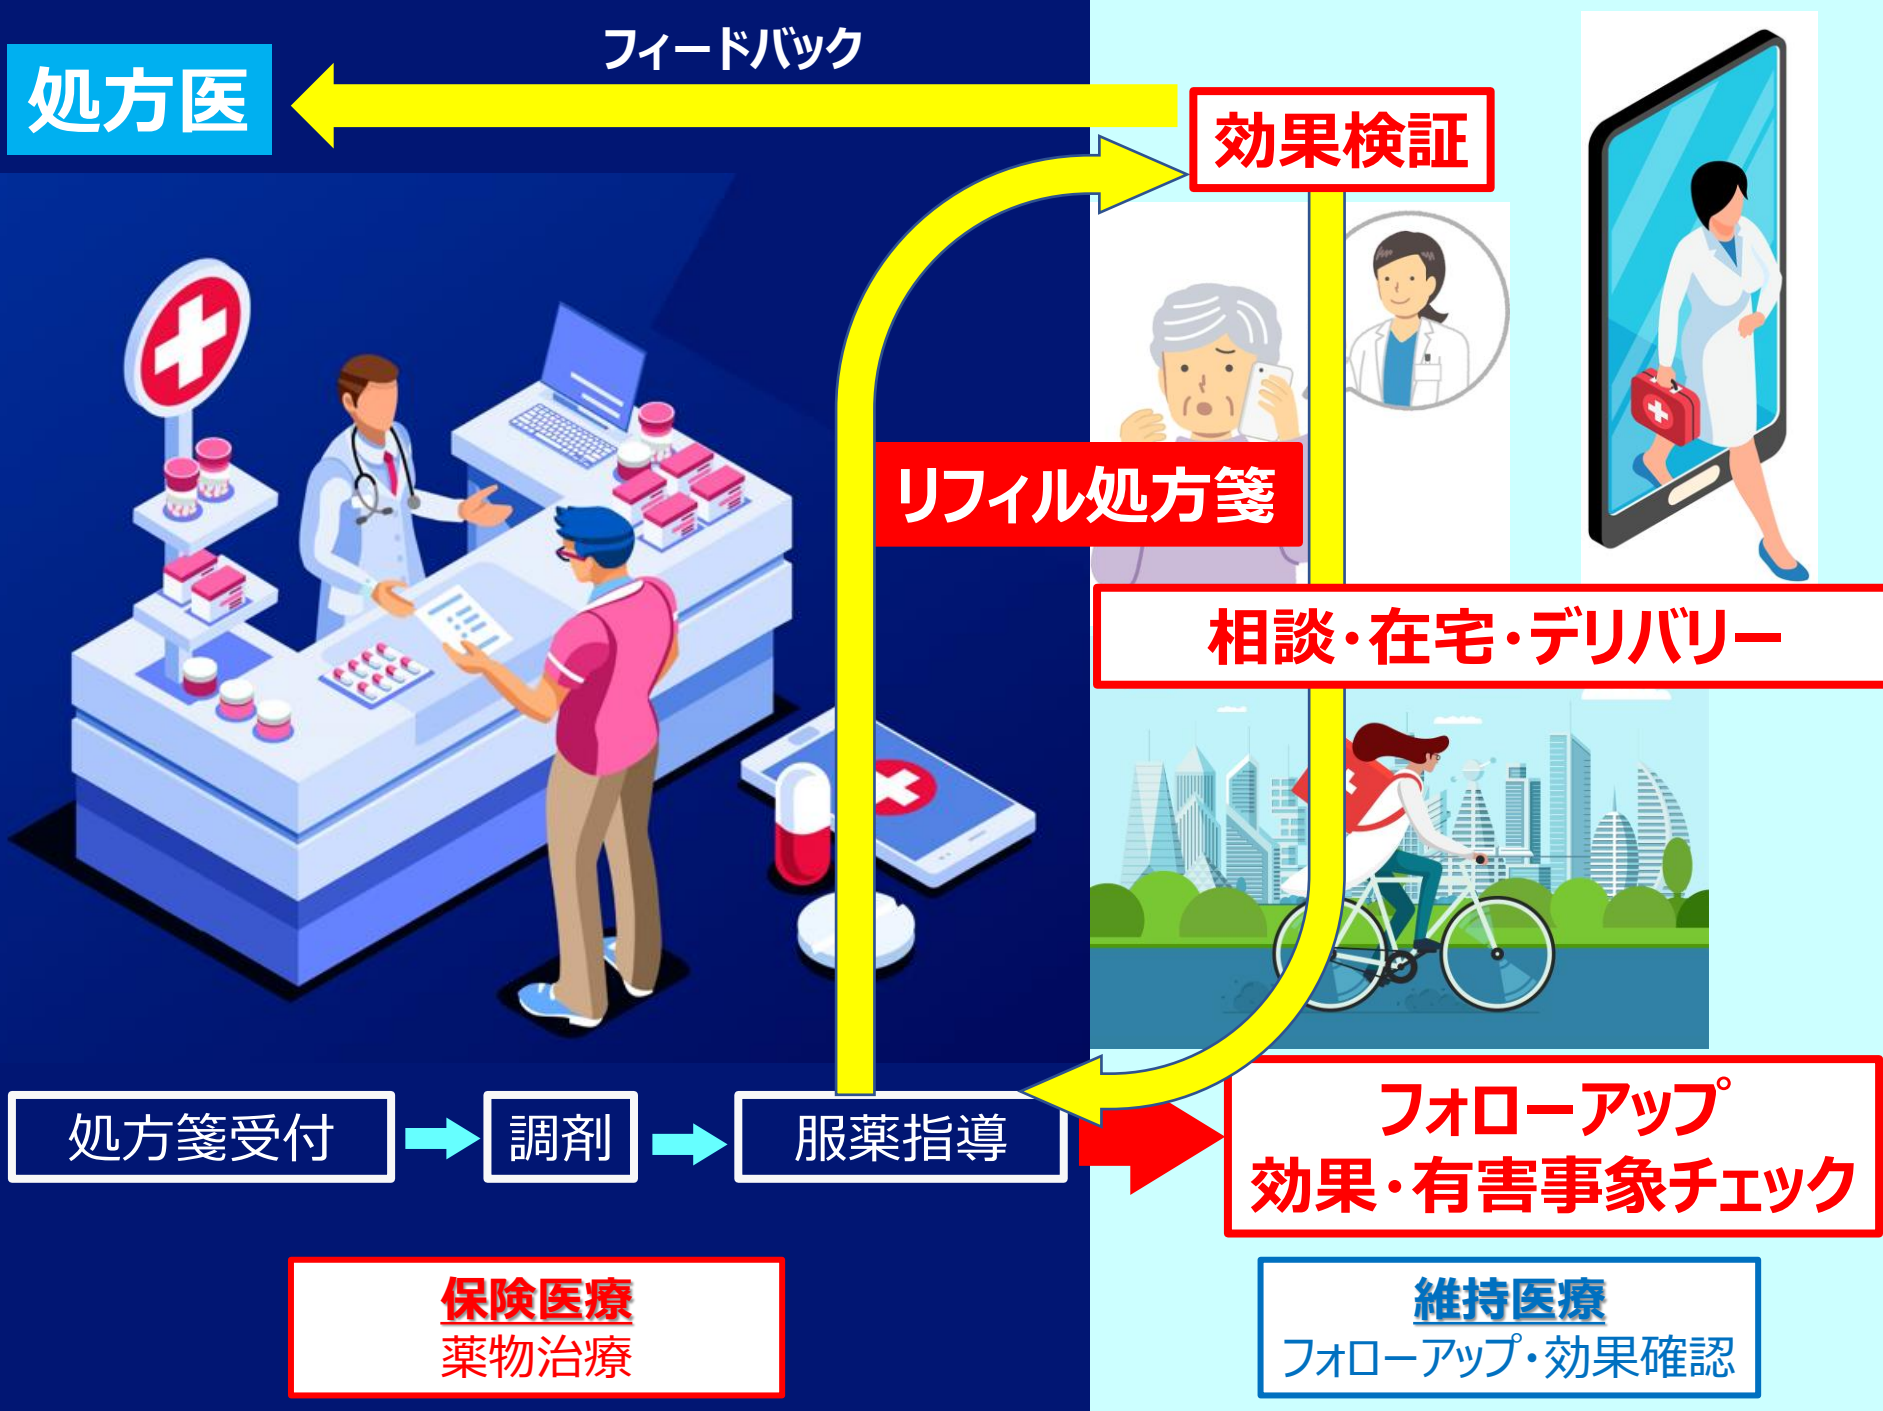 フィードバック
処方医
効果検証
リフィル処方箋
相談・在宅・デリバリー
処方箋受付
調剤
服薬指導
フォローアップ
効果・有害事象チェック
保険医療
薬物治療
維持医療
フォローアップ・効果確認